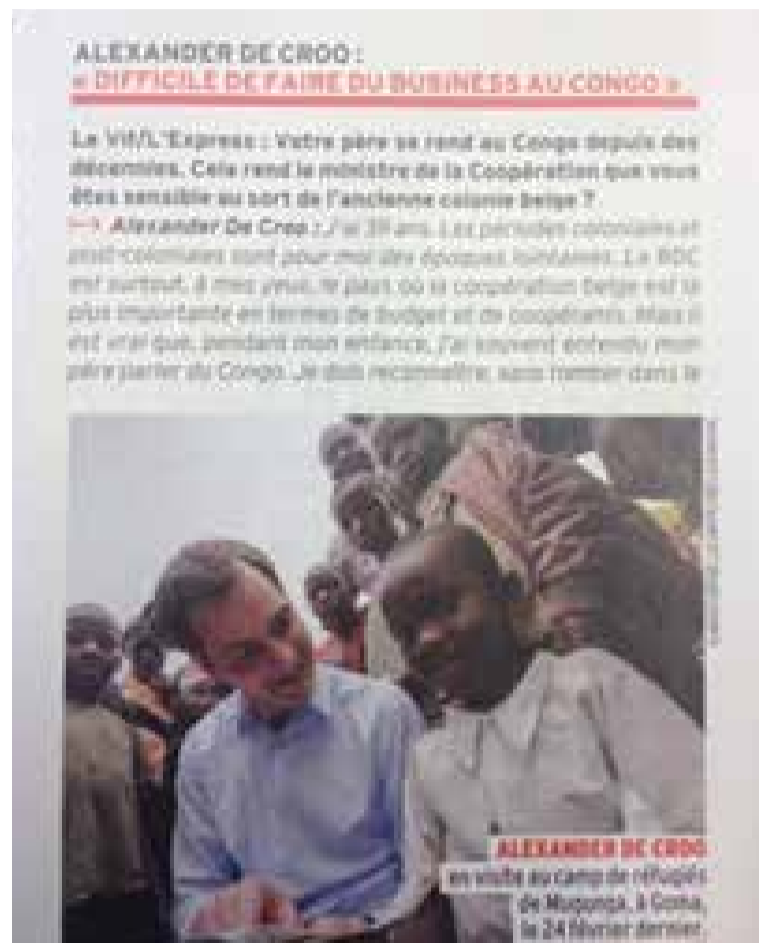 ALEXANDER DE CROO :
« DIFFICILE DE FAIRE DU BUSINESS AU CONGO ».
Le Vif/L'Express : Votre père se rend au Congo depuis des
décennies. Cela rend le ministre de la Coopération que vous
êtes sensible au sort de l'ancienne colonie belge ?
Alexander De Croo : J'ai 39 ans. Les périodes coloniales et
post-coloniales sont pour moi des époques lointaines. La RDC
est surtout, à mes yeux, le pays où la coopération belge est la
plus importante en termes de budget et de coopérants. Mais il
est vrai que, pendant mon enfance, j'ai souvent entendu mon
père parler du Congo. Je dois reconnaître, sans tomber dans le
ALEXANDER DE CROO
en visite au camp de réfugiés
de Mugunga, à Goma,
le 24 février dernier.